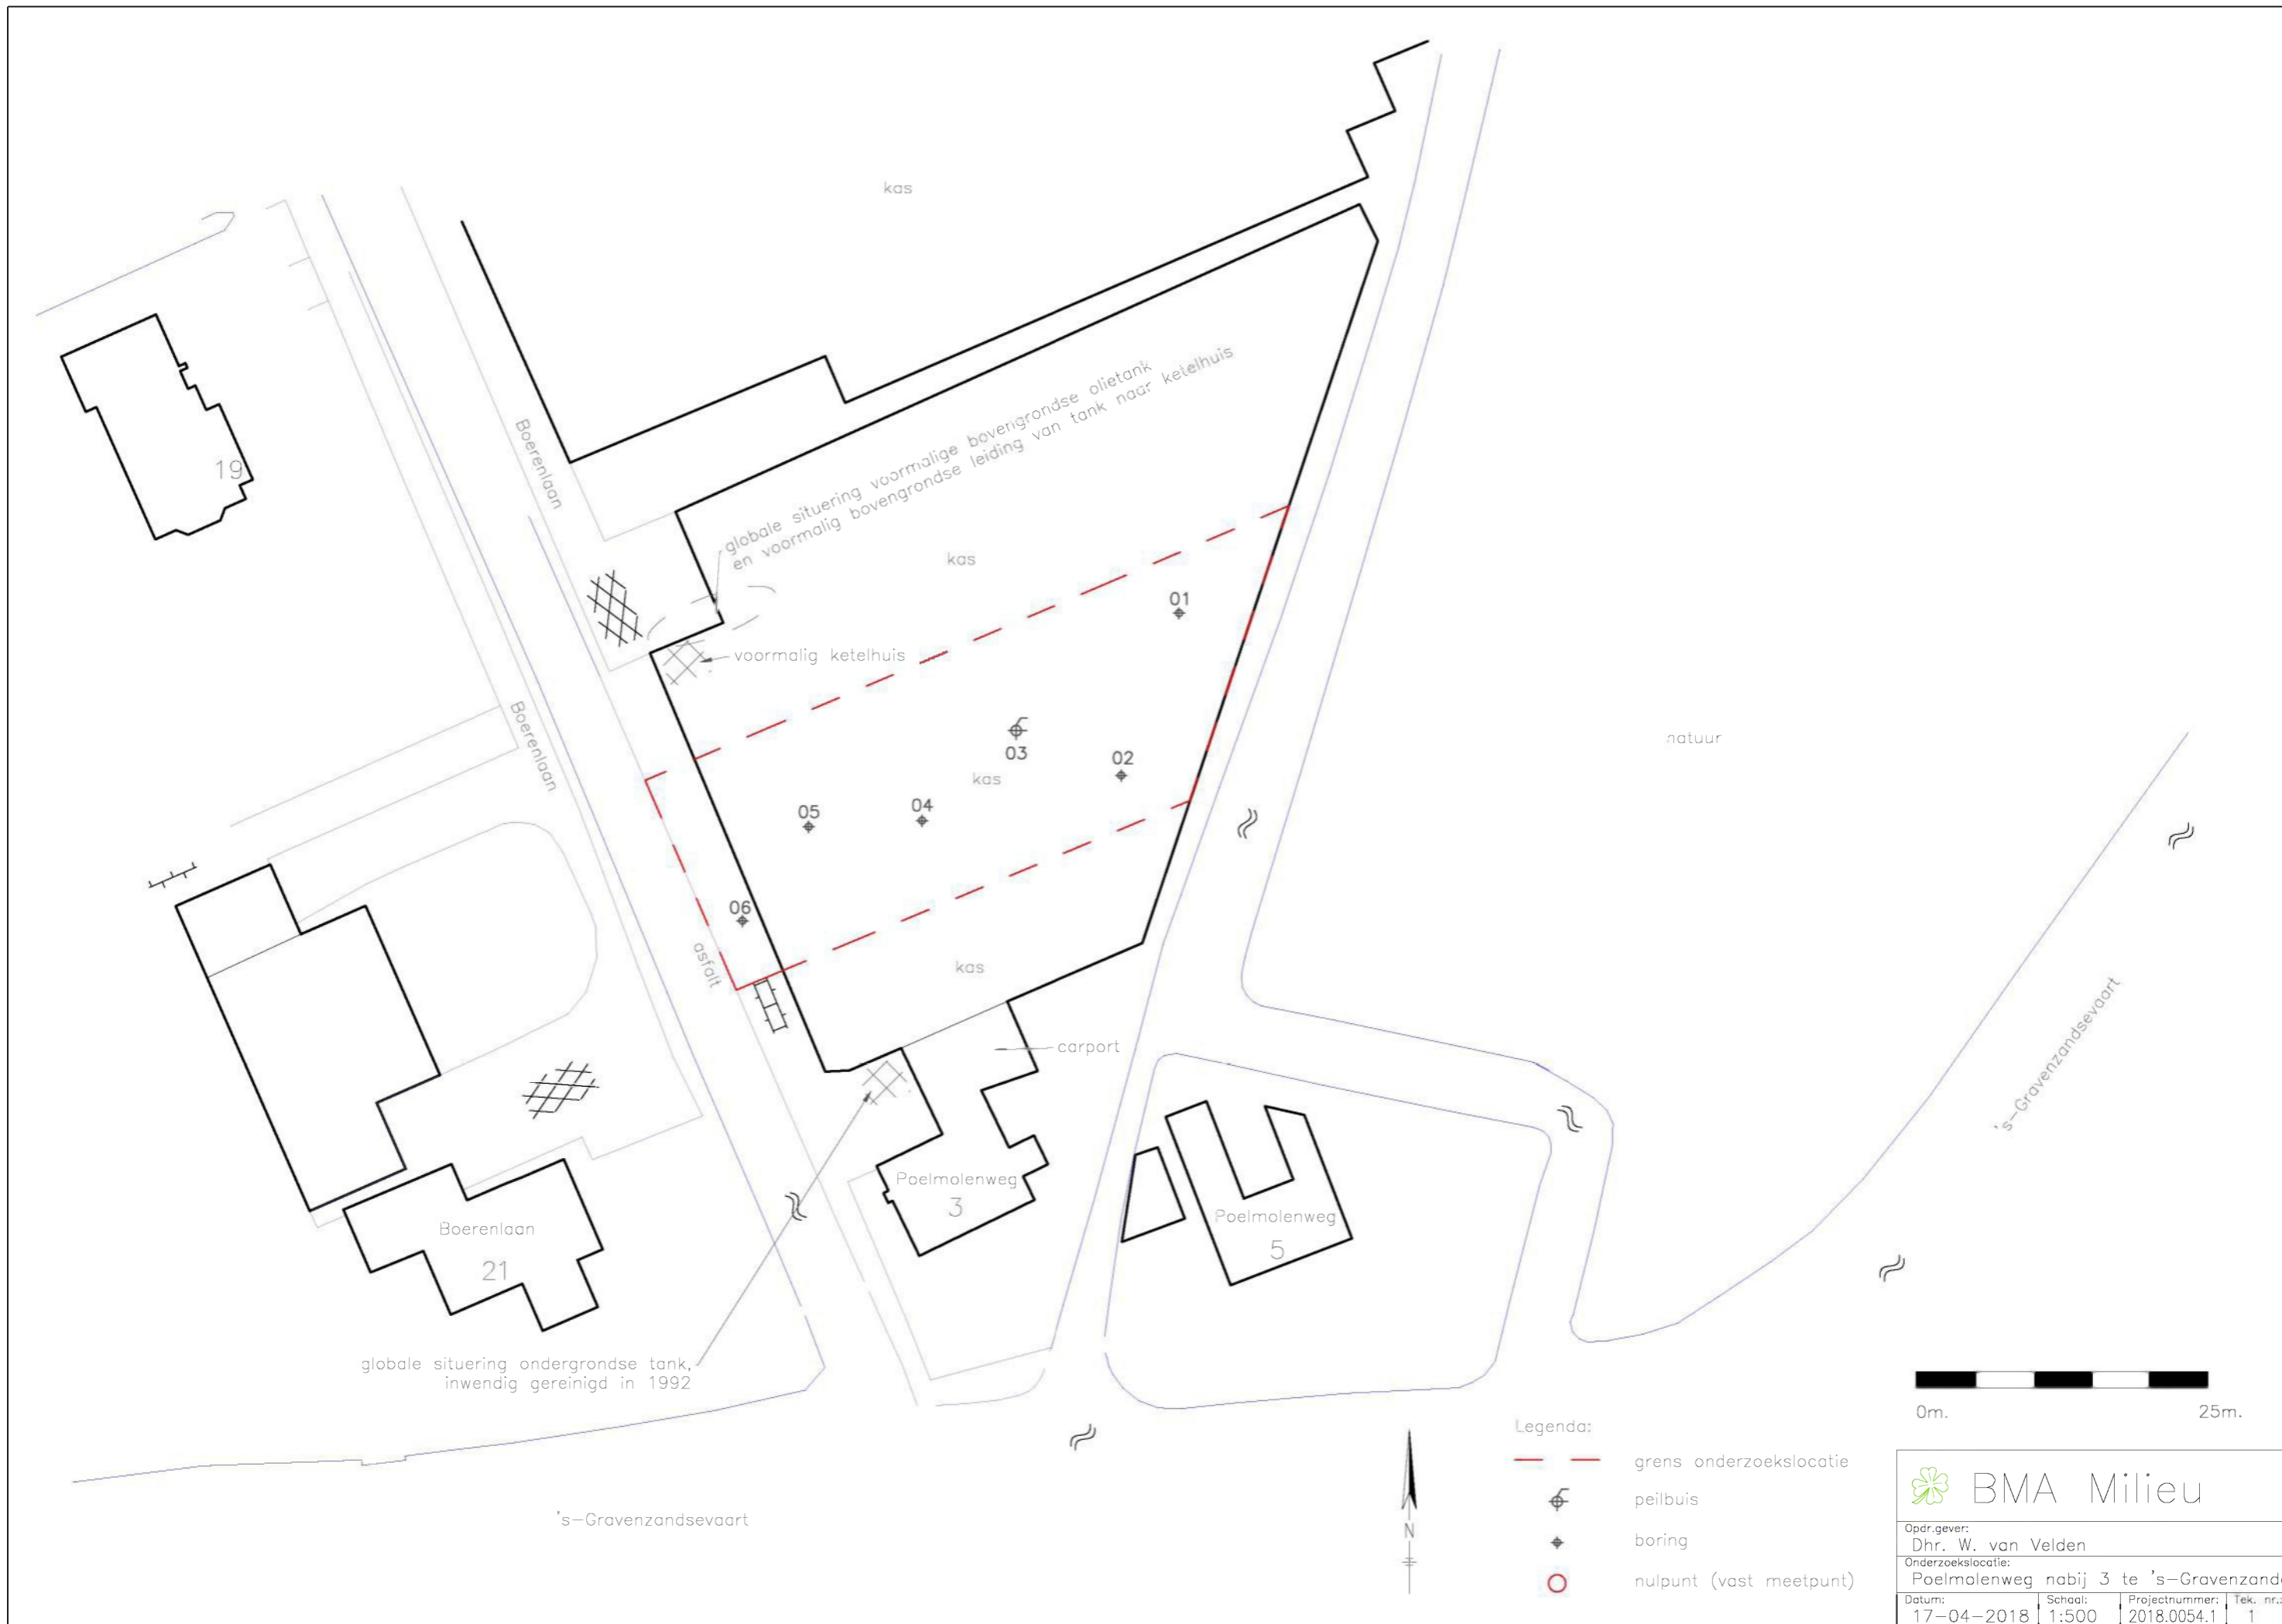 kas
19
Boerenlaan
globale situering voormalige bovengrondse olietank
en voormalig bovengrondse leiding van tank naar ketelhuis
kas
01
voormalig ketelhuis
Boerenlaan
03
natuur
02
kas
05
04
06
asfalt
kas
's-Gravenzandsevaart
carport
Poelmolenweg
3
Poelmolenweg
5
Boerenlaan
21
globale situering ondergrondse tank,
inwendig gereinigd in 1992
's-Gravenzandsevaart
0m.
25m.
N
Legenda:
grens onderzoekslocatie
peilbuis
boring
nulpunt (vast meetpunt)
BMA Milieu
Opdr.gever:
Dhr. W. van Velden
Onderzoekslocatie:
Poelmolenweg nabij 3 te 's-Gravenzande
Datum: Schaal: Projectnummer: Tek. nr.:
17-04-2018 1:500 2018.0054.1 1